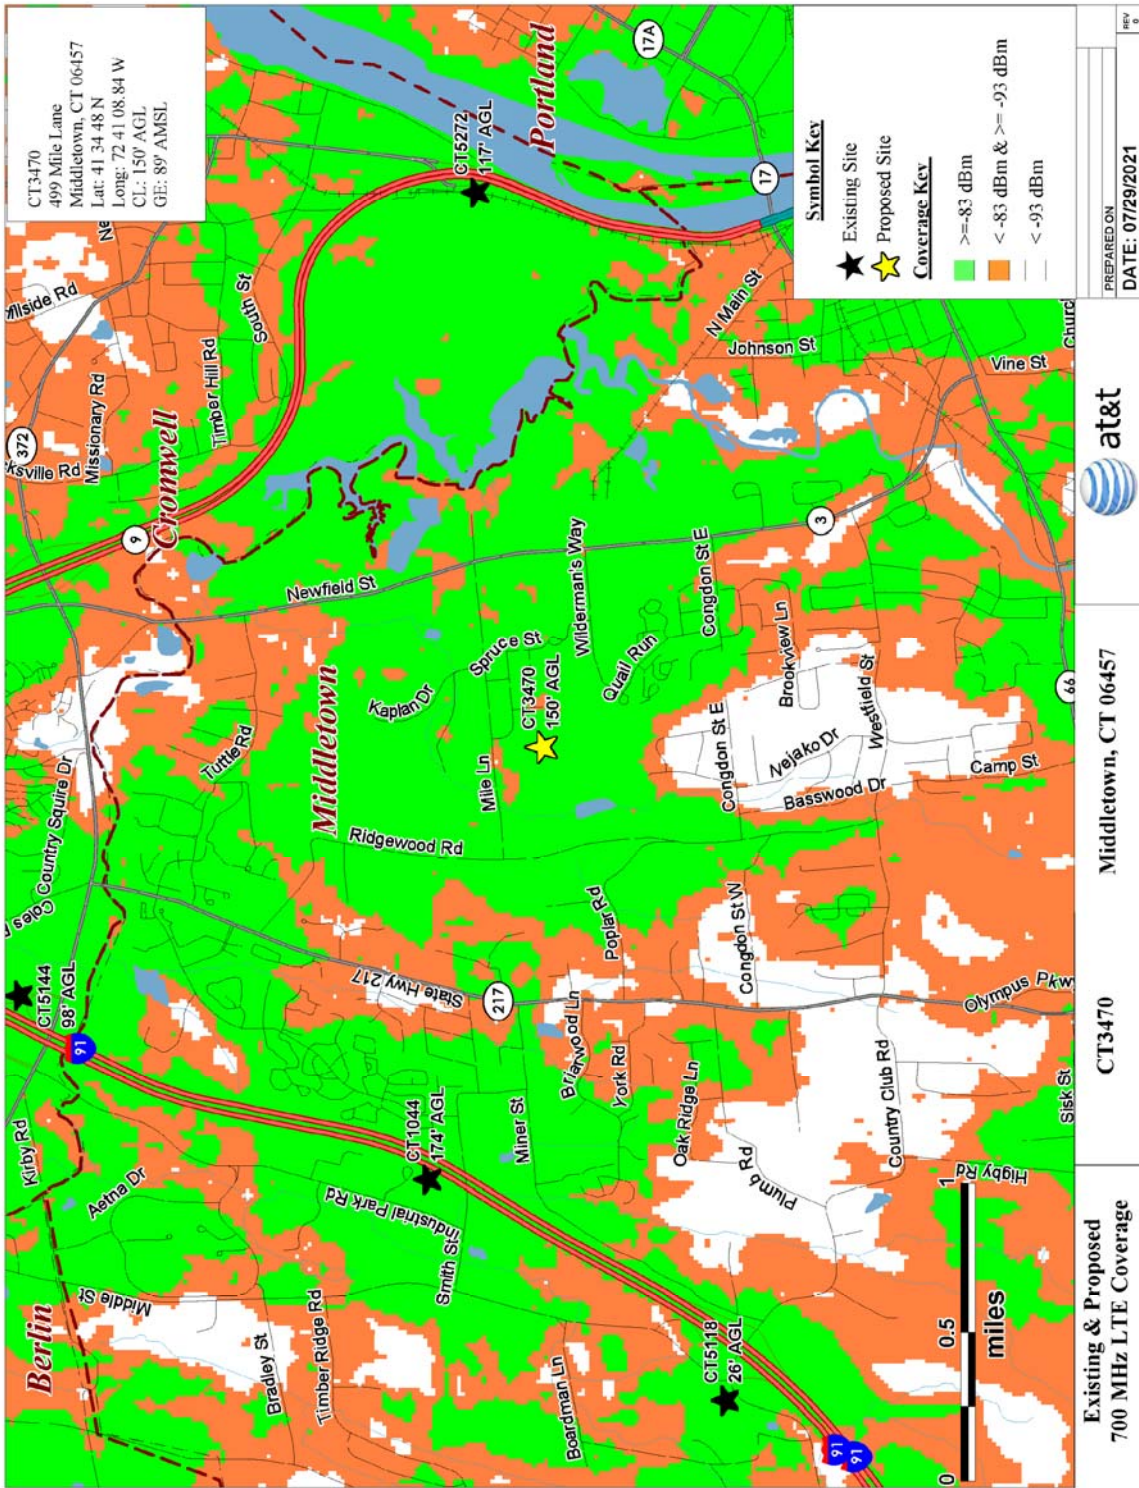 CT3470
499 Mile Lane
Middletown, CT 06457
Lat: 41 34 48 N
Long: 72 41 08.84 W
CL: 150' AGL
GE: 89' AMSL
Berlin
Cromwell
Portland
Middletown
Kirby Rd
Aetna Dr
Middle St
Bradley St
Timber Ridge Rd
Industrial Park Rd
Smith St
Boardman Ln
CT5144
98' AGL
91
Country Squire Dr
Tuttle Rd
9
372
Missionary Rd
Timber Hill Rd
South St
CT5272
117' AGL
17A
17
Newfield St
Kaplan Dr
Spruce St
Mile Ln
CT3470
150' AGL
Wilderman's Way
Quail Run
Ridgewood Rd
State Hwy 217
217
CT1044
174' AGL
Miner St
Briarwood Ln
York Rd
Poplar Rd
Oak Ridge Ln
Plumb Rd
Congdon St W
Congdon St E
Congdon St E
Brookview Ln
Nejako Dr
Westfield St
Basswood Dr
Camp St
3
66
N Main St
Johnson St
Vine St
Olympus Pkwy
Country Club Rd
Higby Rd
Sisk St
CT5118
26' AGL
91
91
0 0.5 1
miles
Symbol Key
Existing Site
Proposed Site
Coverage Key
>=-83 dBm
< -83 dBm & >= -93 dBm
< -93 dBm
Existing & Proposed
700 MHz LTE Coverage
CT3470
Middletown, CT 06457
at&t
PREPARED ON
DATE: 07/29/2021
REV
0